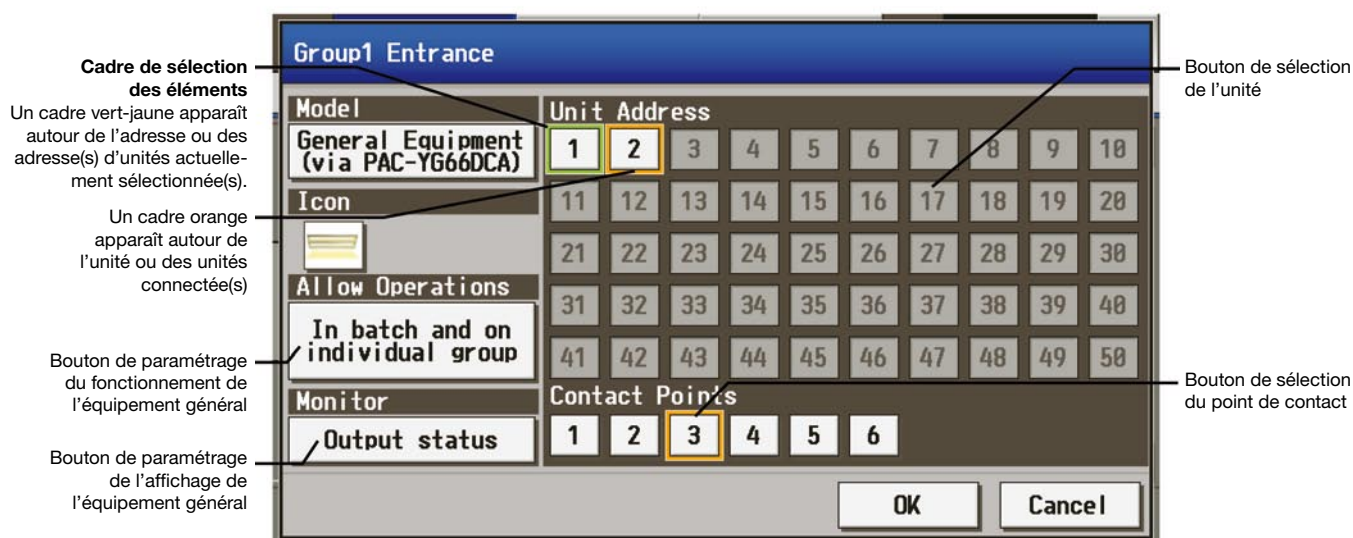 Group1 Entrance
Cadre de sélection
des éléments
Un cadre vert-jaune apparaît
autour de l'adresse ou des
adresse(s) d'unités actuelle-
ment sélectionnée(s).
Un cadre orange
apparaît autour de
l'unité ou des unités
connectée(s)
Bouton de paramétrage
du fonctionnement de
l'équipement général
Bouton de paramétrage
de l'affichage de
l'équipement général
Model
General Equipment
(via PAC-YG66DCA)
Icon
Allow Operations
In batch and on
individual group
Monitor
Output status
Unit Address
1 2 3 4 5 6 7 8 9 10
11 12 13 14 15 16 17 18 19 20
21 22 23 24 25 26 27 28 29 30
31 32 33 34 35 36 37 38 39 40
41 42 43 44 45 46 47 48 49 50
Contact Points
1 2 3 4 5 6
OK Cancel
Bouton de sélection
de l'unité
Bouton de sélection
du point de contact